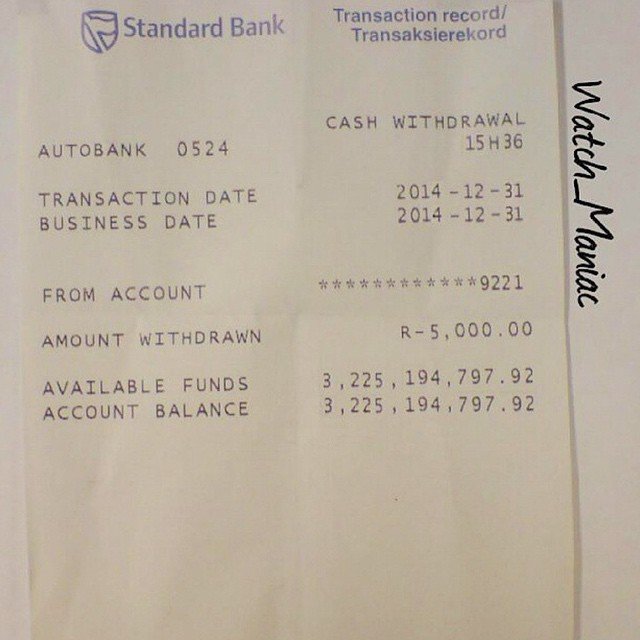 Standard Bank
Transaction record/
Transaksierekord
CASH WITHDRAWAL
AUTOBANK 0524 15H36
TRANSACTION DATE 2014-12-31
BUSINESS DATE 2014-12-31
FROM ACCOUNT ************9221
AMOUNT WITHDRAWN R-5,000.00
AVAILABLE FUNDS 3,225,194,797.92
ACCOUNT BALANCE 3,225,194,797.92
Watch_Maniac